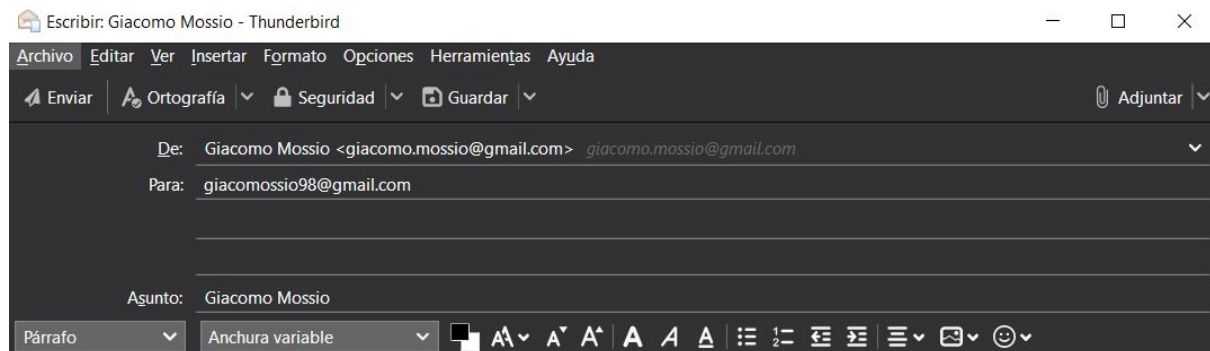 Escribir: Giacomo Mossio - Thunderbird
Archivo Editar Ver Insertar Formato Opciones Herramientas Ayuda
Enviar Ortografía Seguridad Guardar Adjuntar
De: Giacomo Mossio <giacomo.mossio@gmail.com> giacomo.mossio@gmail.com
Para: giacomossio98@gmail.com
Asunto: Giacomo Mossio
Párrafo Anchura variable